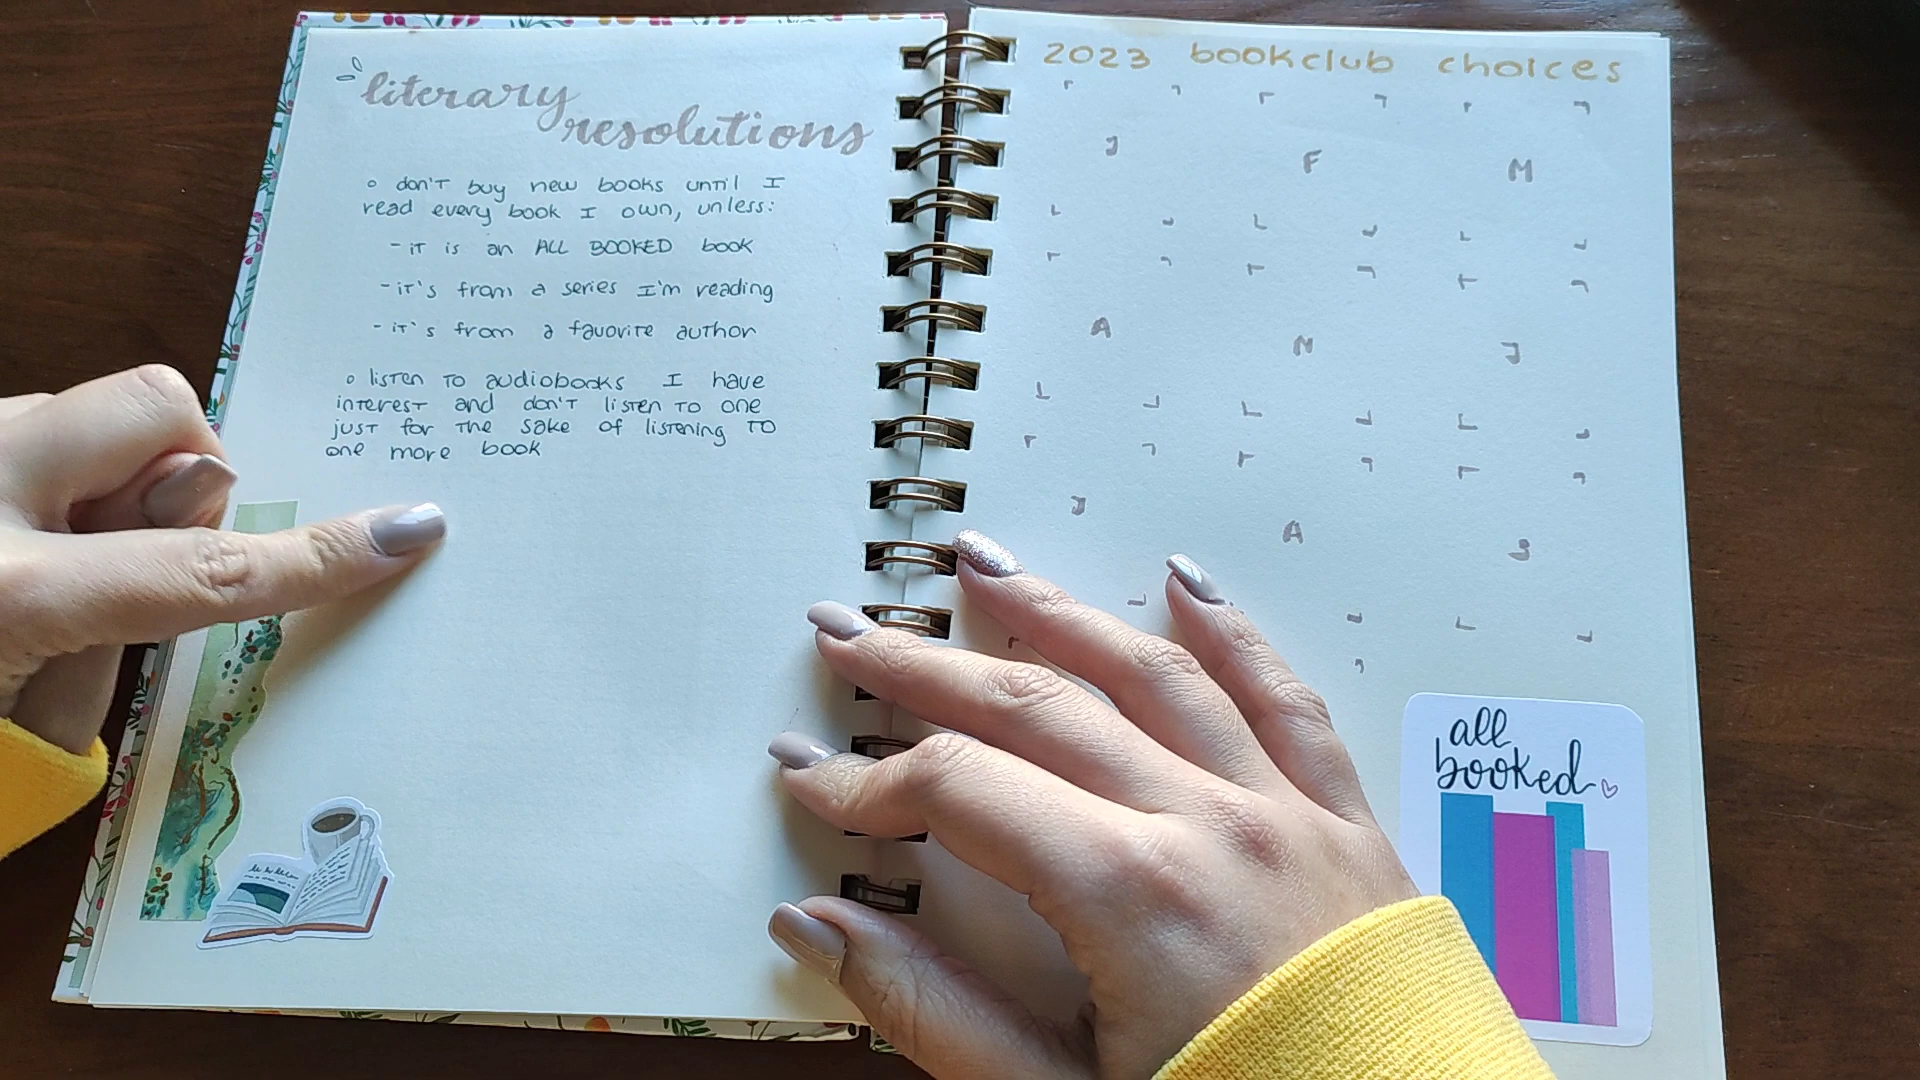 literary
resolutions
o don't buy new books until I
read every book I own, unless:
- it is an ALL BOOKED book
- it's from a series I'm reading
- it's from a favorite author
o listen to audiobooks I have
interest and don't listen to one
just for the sake of listening to
one more book
2023 bookclub choices
J F M
A M J
J A S
all
booked